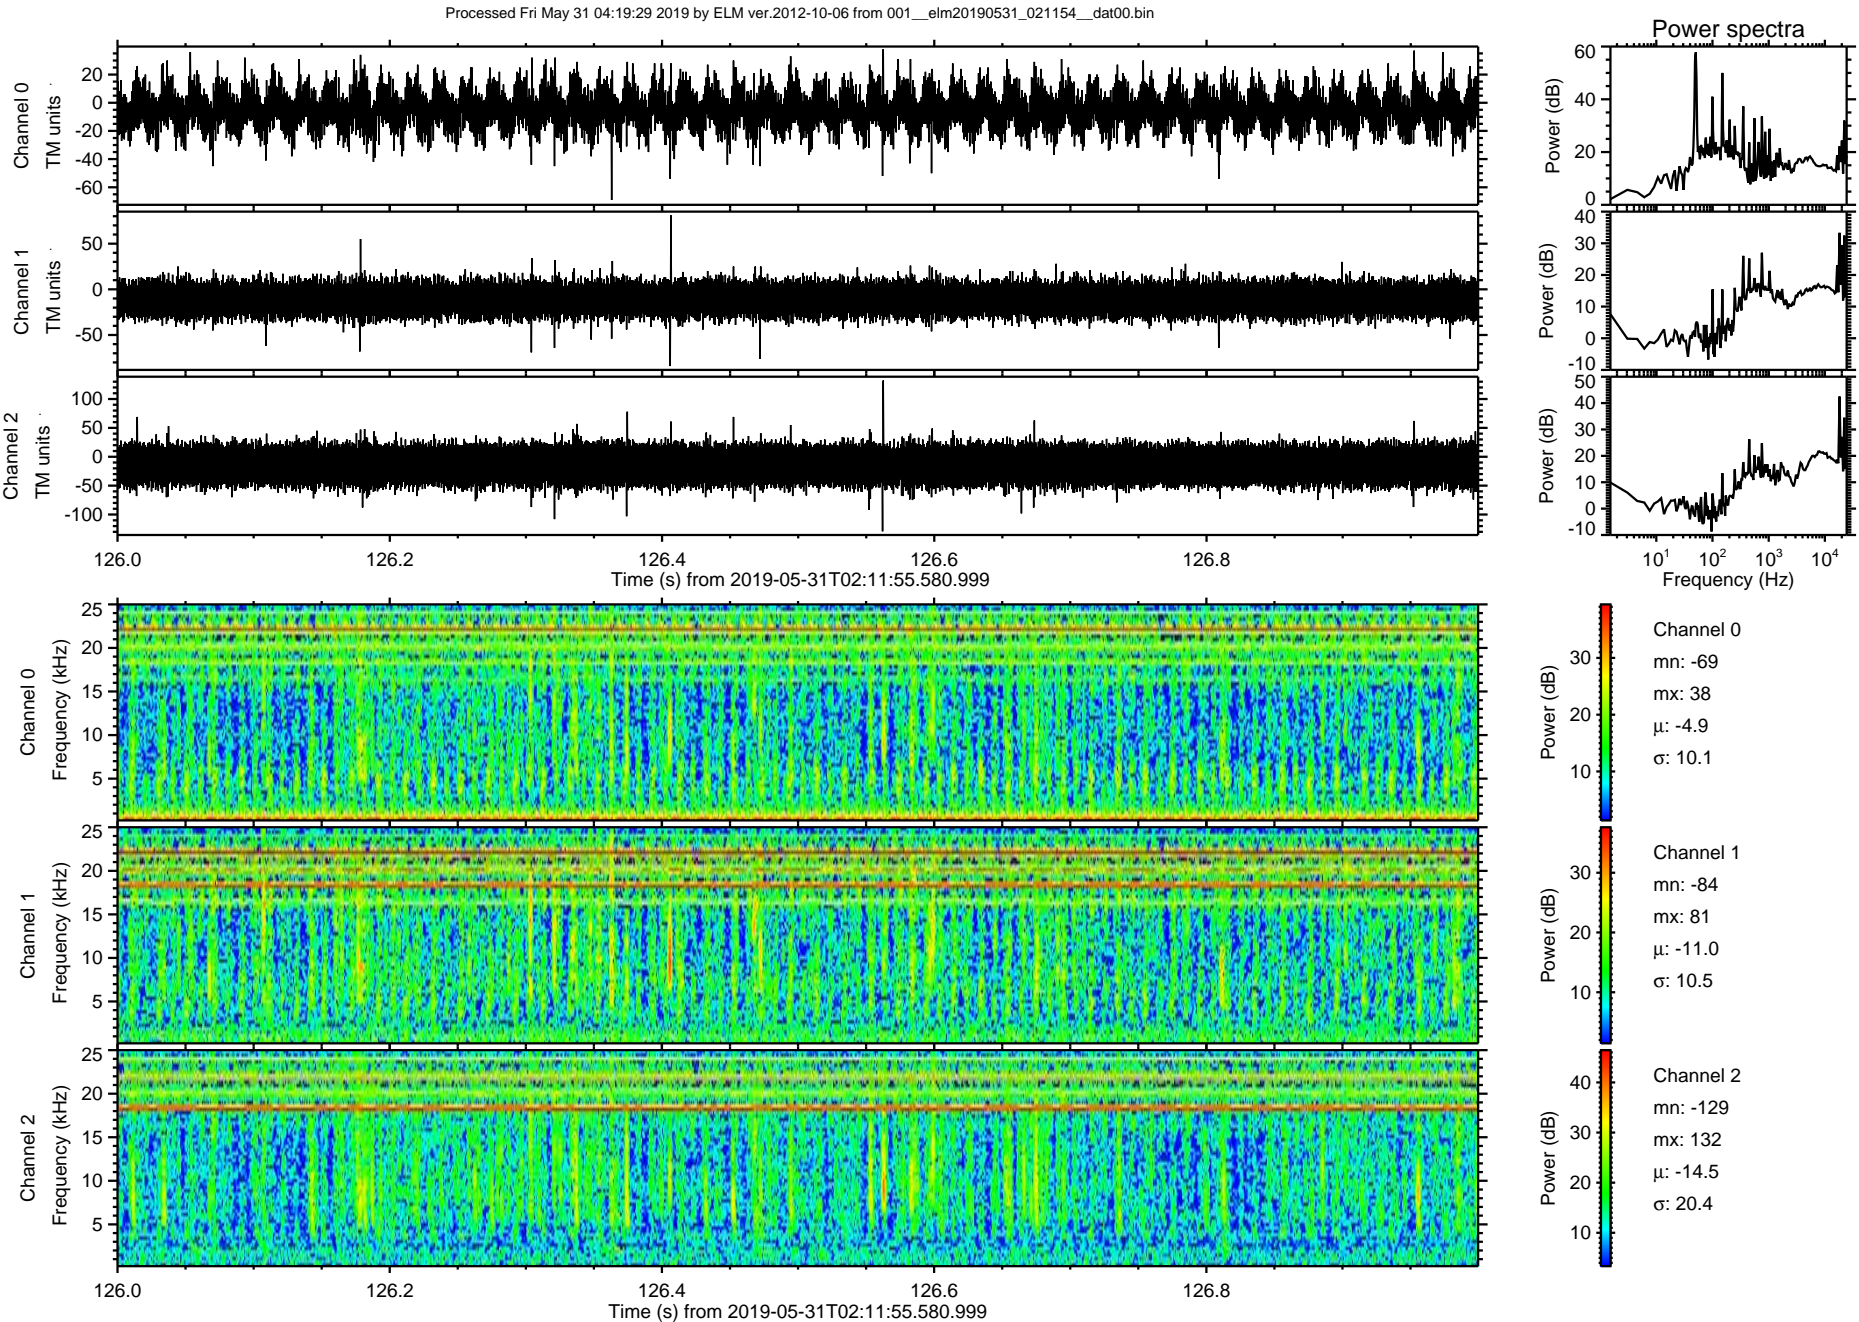 Processed Fri May 31 04:19:29 2019 by ELM ver.2012-10-06 from 001__elm20190531_021154__dat00.bin
Power spectra
Channel 0
TM units
20
0
-20
-40
-60
Power (dB)
60
40
20
0
Channel 1
TM units
50
0
-50
Power (dB)
40
30
20
10
0
-10
Channel 2
TM units
100
50
0
-50
-100
Power (dB)
50
40
30
20
10
0
-10
126.0 126.2 126.4 126.6 126.8
Time (s) from 2019-05-31T02:11:55.580.999
10¹ 10² 10³ 10⁴
Frequency (Hz)
Channel 0
Frequency (kHz)
25
20
15
10
5
Power (dB)
30
20
10
Channel 0
mn: -69
mx: 38
μ: -4.9
σ: 10.1
Channel 1
Frequency (kHz)
25
20
15
10
5
Power (dB)
30
20
10
Channel 1
mn: -84
mx: 81
μ: -11.0
σ: 10.5
Channel 2
Frequency (kHz)
25
20
15
10
5
Power (dB)
40
30
20
10
Channel 2
mn: -129
mx: 132
μ: -14.5
σ: 20.4
126.0 126.2 126.4 126.6 126.8
Time (s) from 2019-05-31T02:11:55.580.999